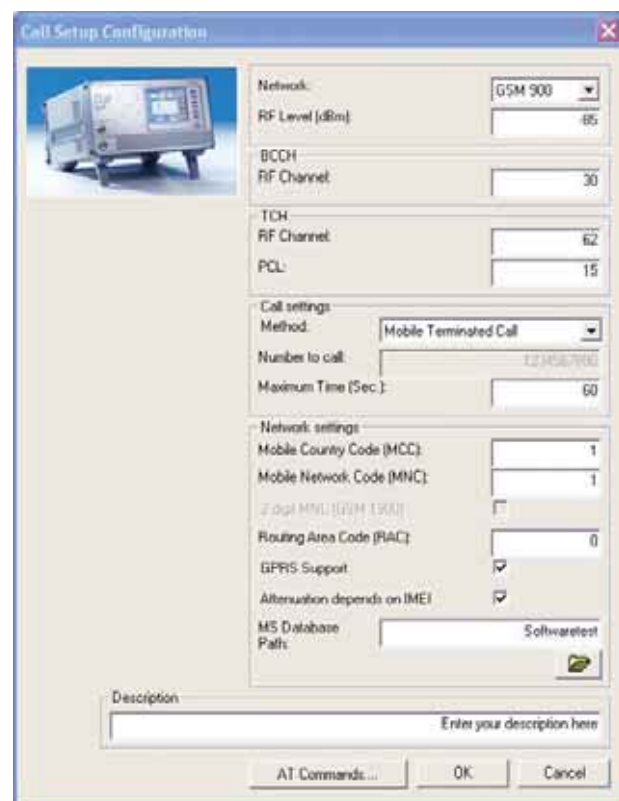 Call Setup Configuration
Network: GSM 900
RF Level (dBm): -85
BCCH
RF Channel: 30
TCH
RF Channel: 62
PCL: 15
Call settings
Method: Mobile Terminated Call
Number to call: 1234567890
Maximum Time (Sec.): 60
Network settings
Mobile Country Code (MCC): 1
Mobile Network Code (MNC): 1
2 digit MNC (GSM 1900)
Routing Area Code (RAC): 0
GPRS Support
Attenuation depends on IMEI
MS Database Path: Softwaretest
Description
Enter your description here
AT Commands... OK Cancel